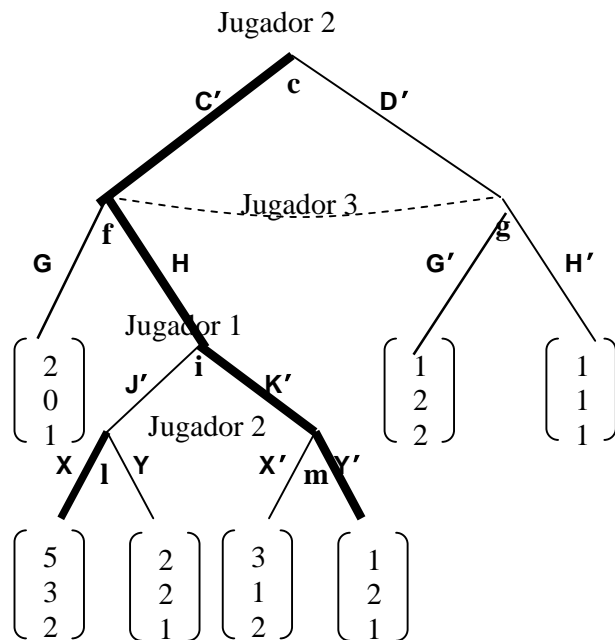 Jugador 2
c
C′ D′
Jugador 3
f g
G H G′ H′
Jugador 1
i
J′ K′
2 1 1
0 2 1
1 2 1
Jugador 2
X l Y X′ m Y′
5 2 3 1
3 2 1 2
2 1 2 1